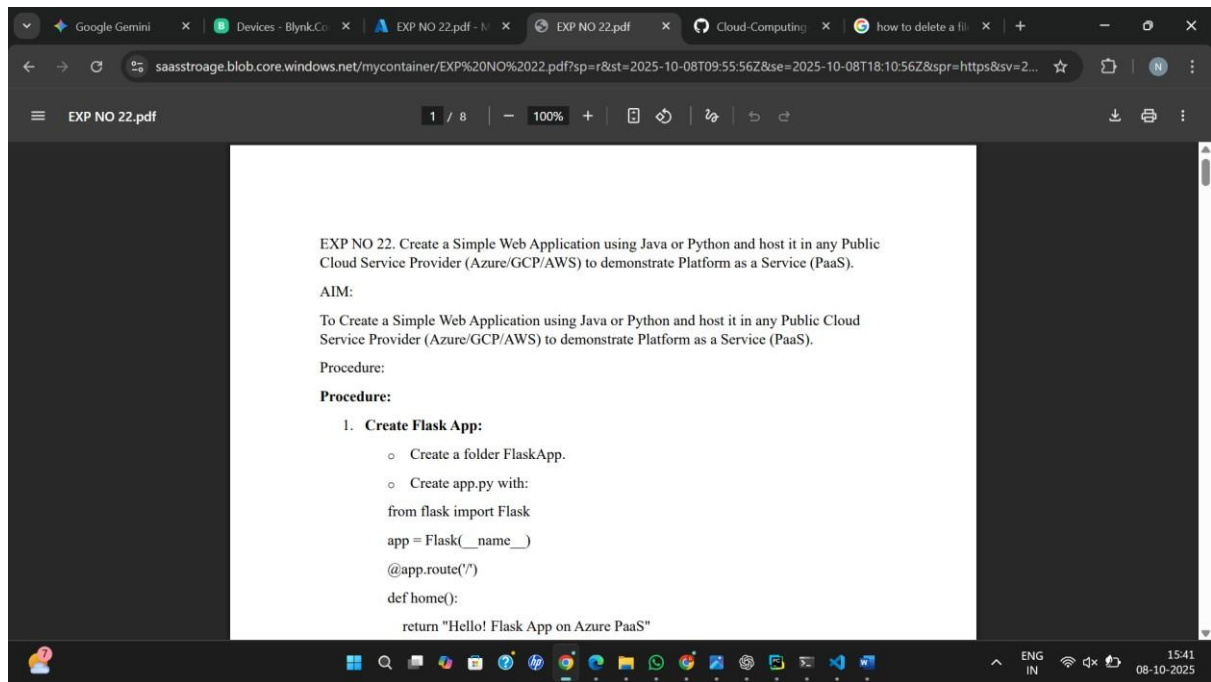 Google Gemini
Devices - Blynk.Co
EXP NO 22.pdf - M
EXP NO 22.pdf
Cloud-Computing
how to delete a fil
saasstroage.blob.core.windows.net/mycontainer/EXP%20NO%2022.pdf?sp=r&st=2025-10-08T09:55:56Z&se=2025-10-08T18:10:56Z&spr=https&sv=2...
N
EXP NO 22.pdf
1 / 8
100%
EXP NO 22. Create a Simple Web Application using Java or Python and host it in any Public
Cloud Service Provider (Azure/GCP/AWS) to demonstrate Platform as a Service (PaaS).
AIM:
To Create a Simple Web Application using Java or Python and host it in any Public Cloud
Service Provider (Azure/GCP/AWS) to demonstrate Platform as a Service (PaaS).
Procedure:
Procedure:
1. Create Flask App:
○ Create a folder FlaskApp.
○ Create app.py with:
from flask import Flask
app = Flask(__name__)
@app.route('/')
def home():
return "Hello! Flask App on Azure PaaS"
7
ENG
IN
15:41
08-10-2025